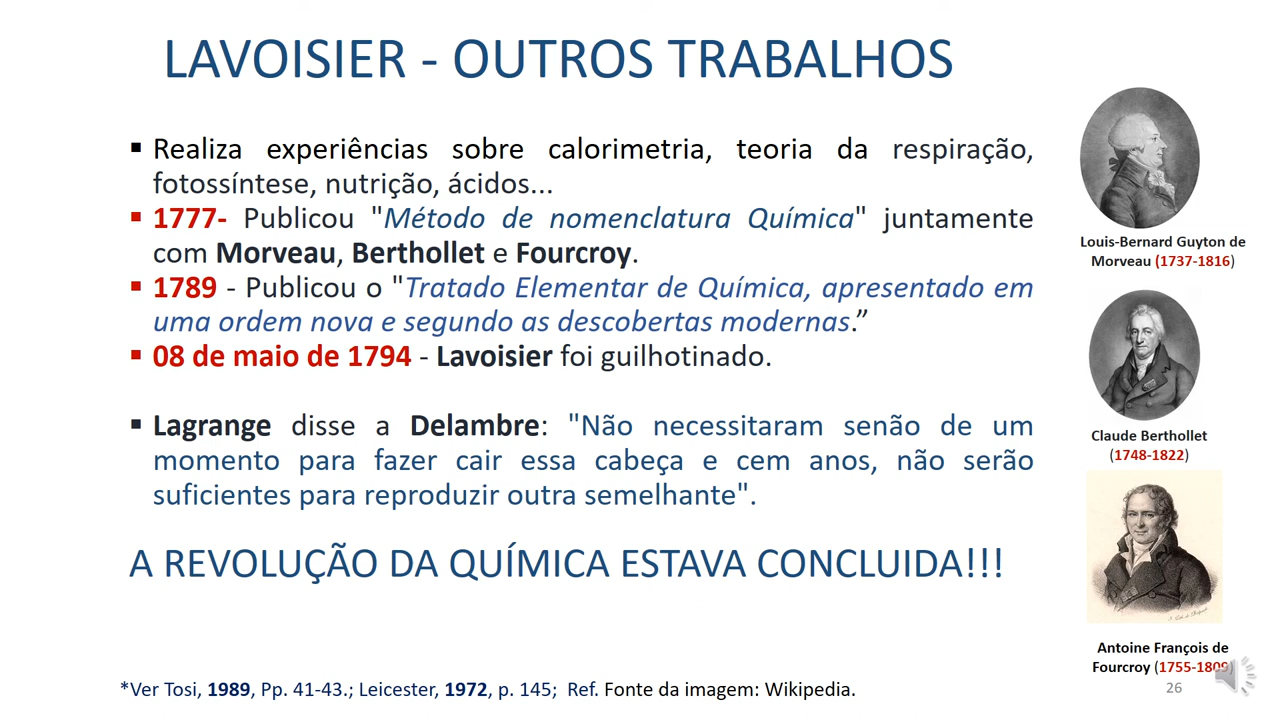 LAVOISIER - OUTROS TRABALHOS
▪ Realiza experiências sobre calorimetria, teoria da respiração,
fotossíntese, nutrição, ácidos...
▪ 1777- Publicou "Método de nomenclatura Química" juntamente
com Morveau, Berthollet e Fourcroy.
▪ 1789 - Publicou o "Tratado Elementar de Química, apresentado em
uma ordem nova e segundo as descobertas modernas.”
▪ 08 de maio de 1794 - Lavoisier foi guilhotinado.
▪ Lagrange disse a Delambre: "Não necessitaram senão de um
momento para fazer cair essa cabeça e cem anos, não serão
suficientes para reproduzir outra semelhante".
A REVOLUÇÃO DA QUÍMICA ESTAVA CONCLUIDA!!!
*Ver Tosi, 1989, Pp. 41-43.; Leicester, 1972, p. 145; Ref. Fonte da imagem: Wikipedia.
Louis-Bernard Guyton de
Morveau (1737-1816)
Claude Berthollet
(1748-1822)
Antoine François de
Fourcroy (1755-1809)
26